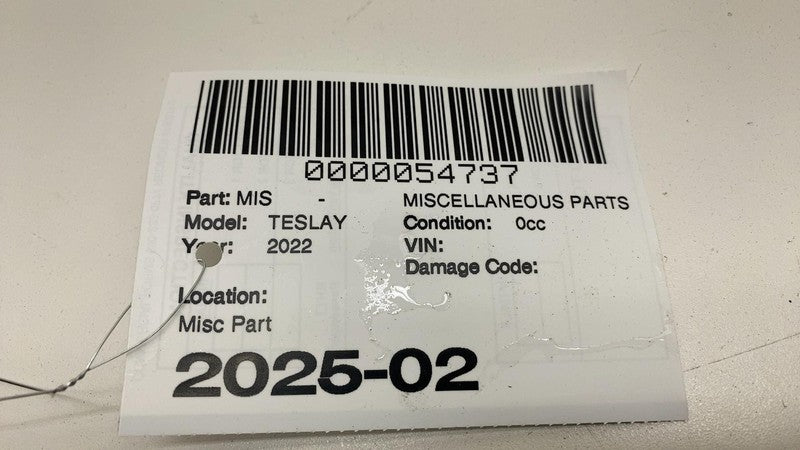 0000054737
Part: MIS - MISCELLANEOUS PARTS
Model: TESLAY Condition: 0cc
Year: 2022 VIN:
Damage Code:
Location:
Misc Part
2025-02